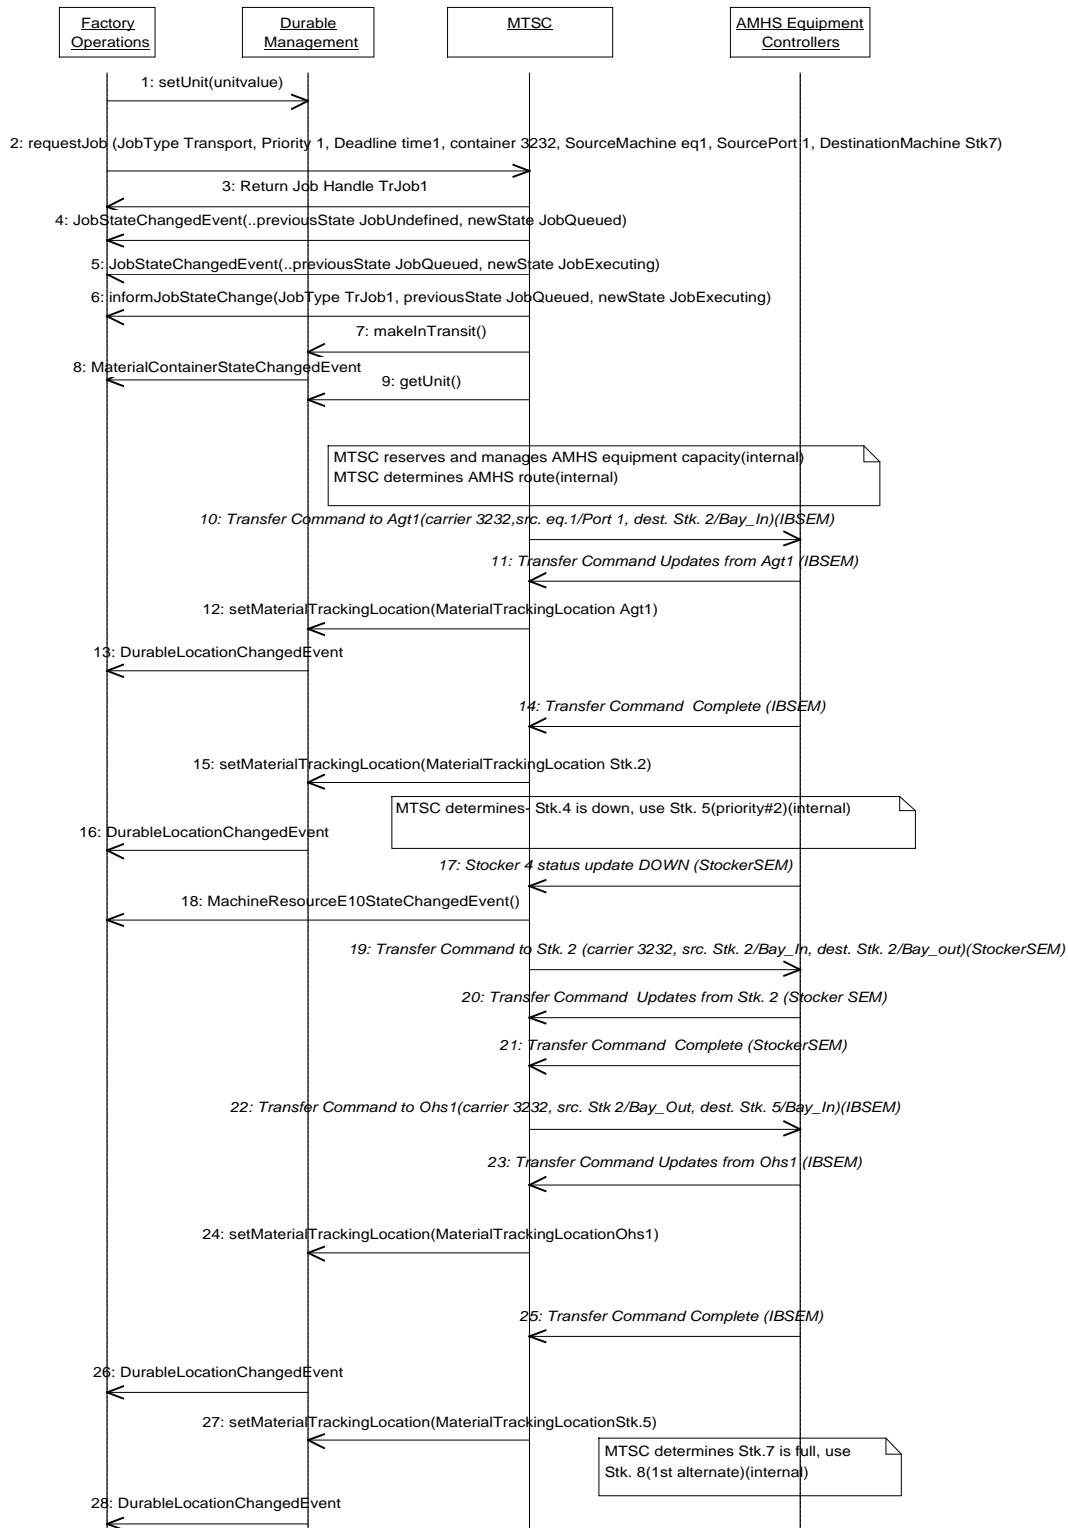 Factory
Operations
Durable
Management
MTSC
AMHS Equipment
Controllers
1: setUnit(unitvalue)
2: requestJob (JobType Transport, Priority 1, Deadline time1, container 3232, SourceMachine eq1, SourcePort 1, DestinationMachine Stk7)
3: Return Job Handle TrJob1
4: JobStateChangedEvent(..previousState JobUndefined, newState JobQueued)
5: JobStateChangedEvent(..previousState JobQueued, newState JobExecuting)
6: informJobStateChange(JobType TrJob1, previousState JobQueued, newState JobExecuting)
7: makeInTransit()
8: MaterialContainerStateChangedEvent
9: getUnit()
MTSC reserves and manages AMHS equipment capacity(internal)
MTSC determines AMHS route(internal)
10: Transfer Command to Agt1(carrier 3232,src. eq.1/Port 1, dest. Stk. 2/Bay_In)(IBSEM)
11: Transfer Command Updates from Agt1 (IBSEM)
12: setMaterialTrackingLocation(MaterialTrackingLocation Agt1)
13: DurableLocationChangedEvent
14: Transfer Command Complete (IBSEM)
15: setMaterialTrackingLocation(MaterialTrackingLocation Stk.2)
MTSC determines- Stk.4 is down, use Stk. 5(priority#2)(internal)
16: DurableLocationChangedEvent
17: Stocker 4 status update DOWN (StockerSEM)
18: MachineResourceE10StateChangedEvent()
19: Transfer Command to Stk. 2 (carrier 3232, src. Stk. 2/Bay_In, dest. Stk. 2/Bay_out)(StockerSEM)
20: Transfer Command Updates from Stk. 2 (Stocker SEM)
21: Transfer Command Complete (StockerSEM)
22: Transfer Command to Ohs1(carrier 3232, src. Stk 2/Bay_Out, dest. Stk. 5/Bay_In)(IBSEM)
23: Transfer Command Updates from Ohs1 (IBSEM)
24: setMaterialTrackingLocation(MaterialTrackingLocationOhs1)
25: Transfer Command Complete (IBSEM)
26: DurableLocationChangedEvent
27: setMaterialTrackingLocation(MaterialTrackingLocationStk.5)
MTSC determines Stk.7 is full, use
Stk. 8(1st alternate)(internal)
28: DurableLocationChangedEvent